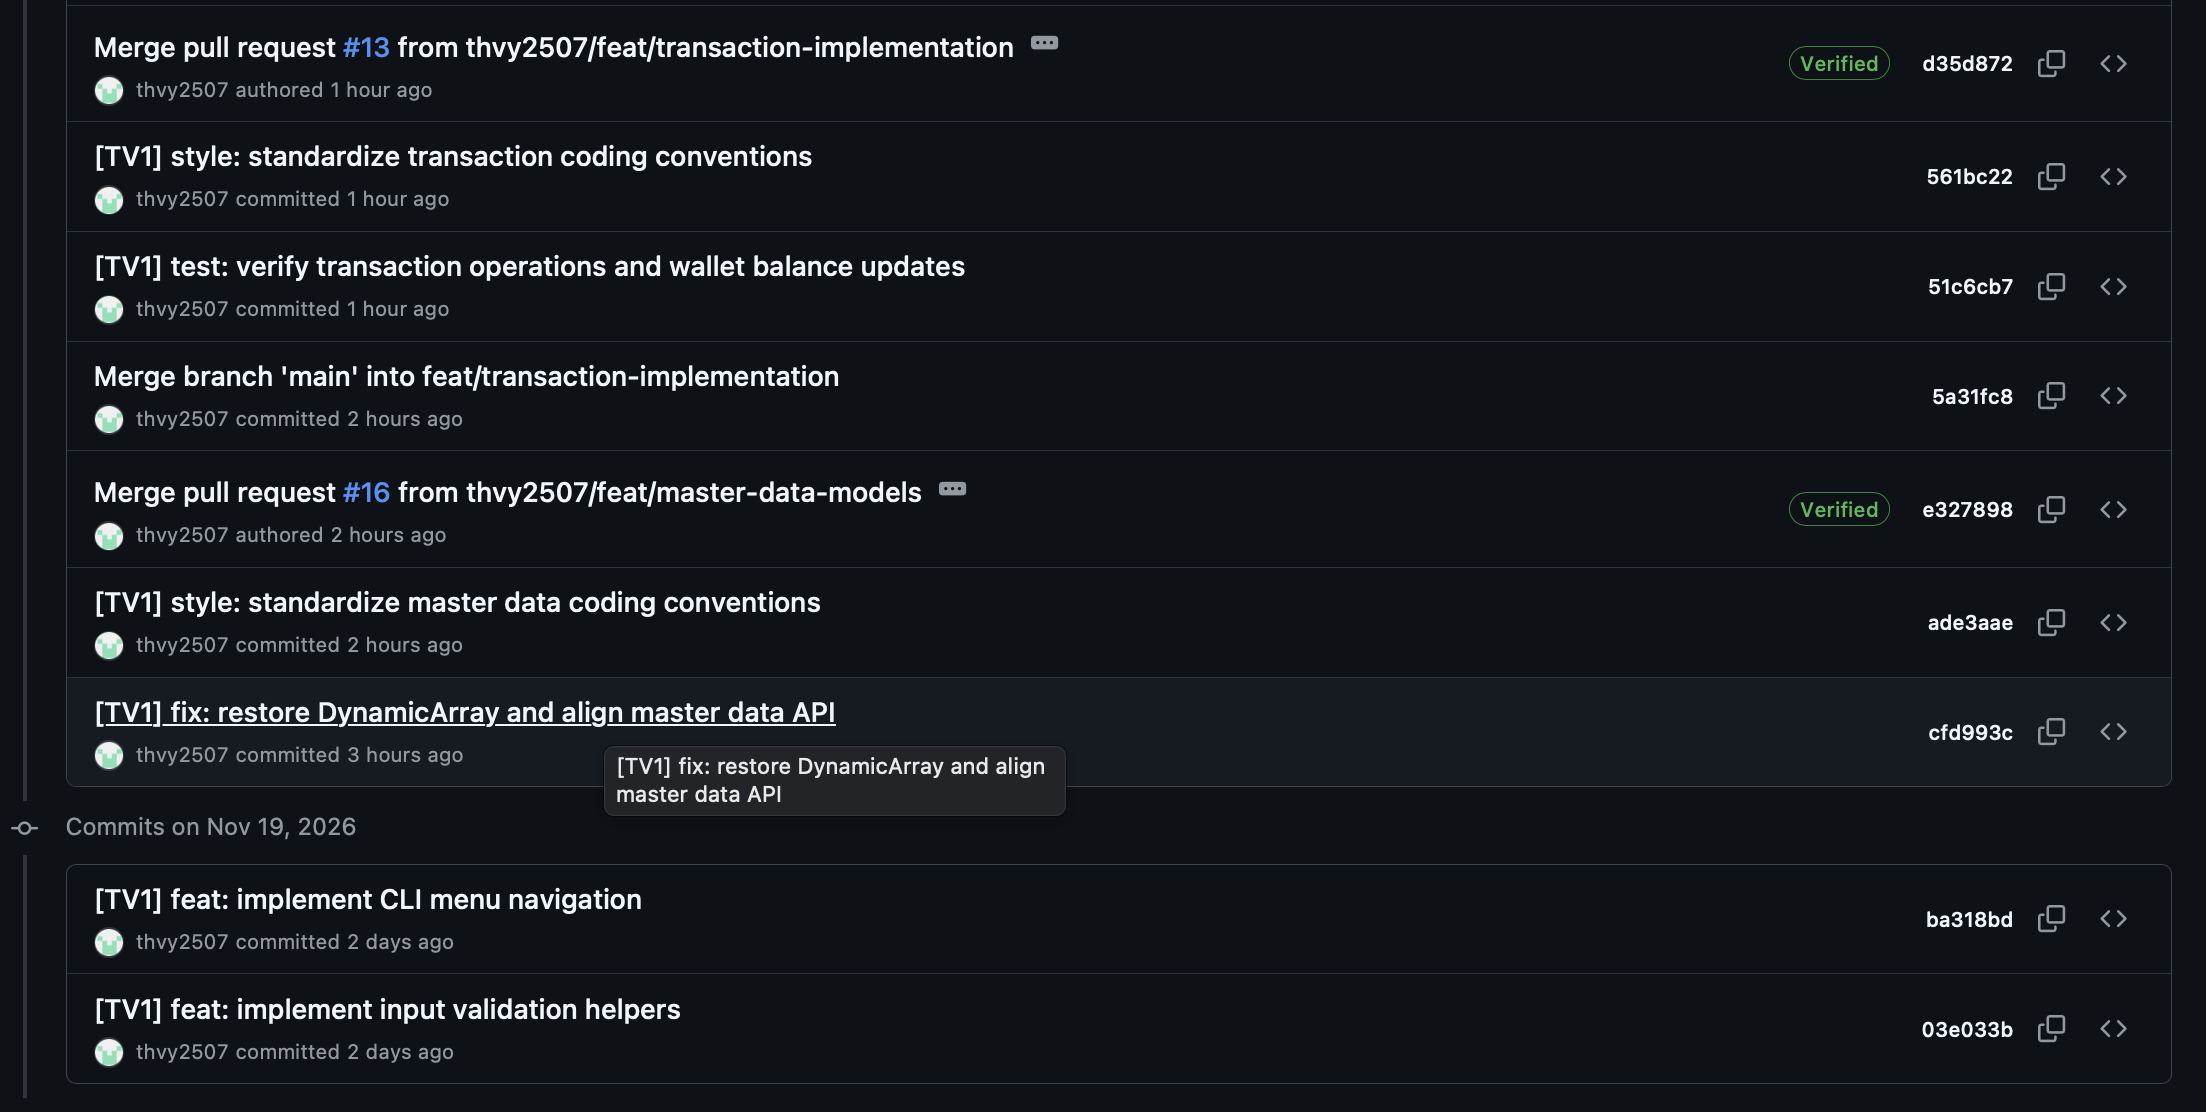 Merge pull request #13 from thvy2507/feat/transaction-implementation
Verified d35d872
thvy2507 authored 1 hour ago
[TV1] style: standardize transaction coding conventions
561bc22
thvy2507 committed 1 hour ago
[TV1] test: verify transaction operations and wallet balance updates
51c6cb7
thvy2507 committed 1 hour ago
Merge branch 'main' into feat/transaction-implementation
5a31fc8
thvy2507 committed 2 hours ago
Merge pull request #16 from thvy2507/feat/master-data-models
Verified e327898
thvy2507 authored 2 hours ago
[TV1] style: standardize master data coding conventions
ade3aae
thvy2507 committed 2 hours ago
[TV1] fix: restore DynamicArray and align master data API
cfd993c
thvy2507 committed 3 hours ago
[TV1] fix: restore DynamicArray and align
master data API
Commits on Nov 19, 2026
[TV1] feat: implement CLI menu navigation
ba318bd
thvy2507 committed 2 days ago
[TV1] feat: implement input validation helpers
03e033b
thvy2507 committed 2 days ago